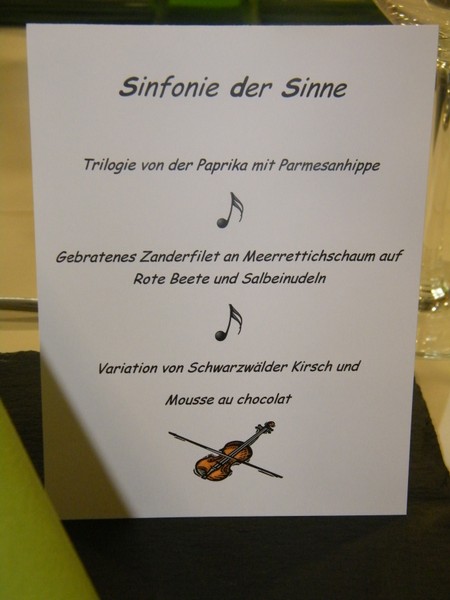 Sinfonie der Sinne
Trilogie von der Paprika mit Parmesanhippe
Gebratenes Zanderfilet an Meerrettichschaum auf
Rote Beete und Salbeinudeln
Variation von Schwarzwälder Kirsch und
Mousse au chocolat